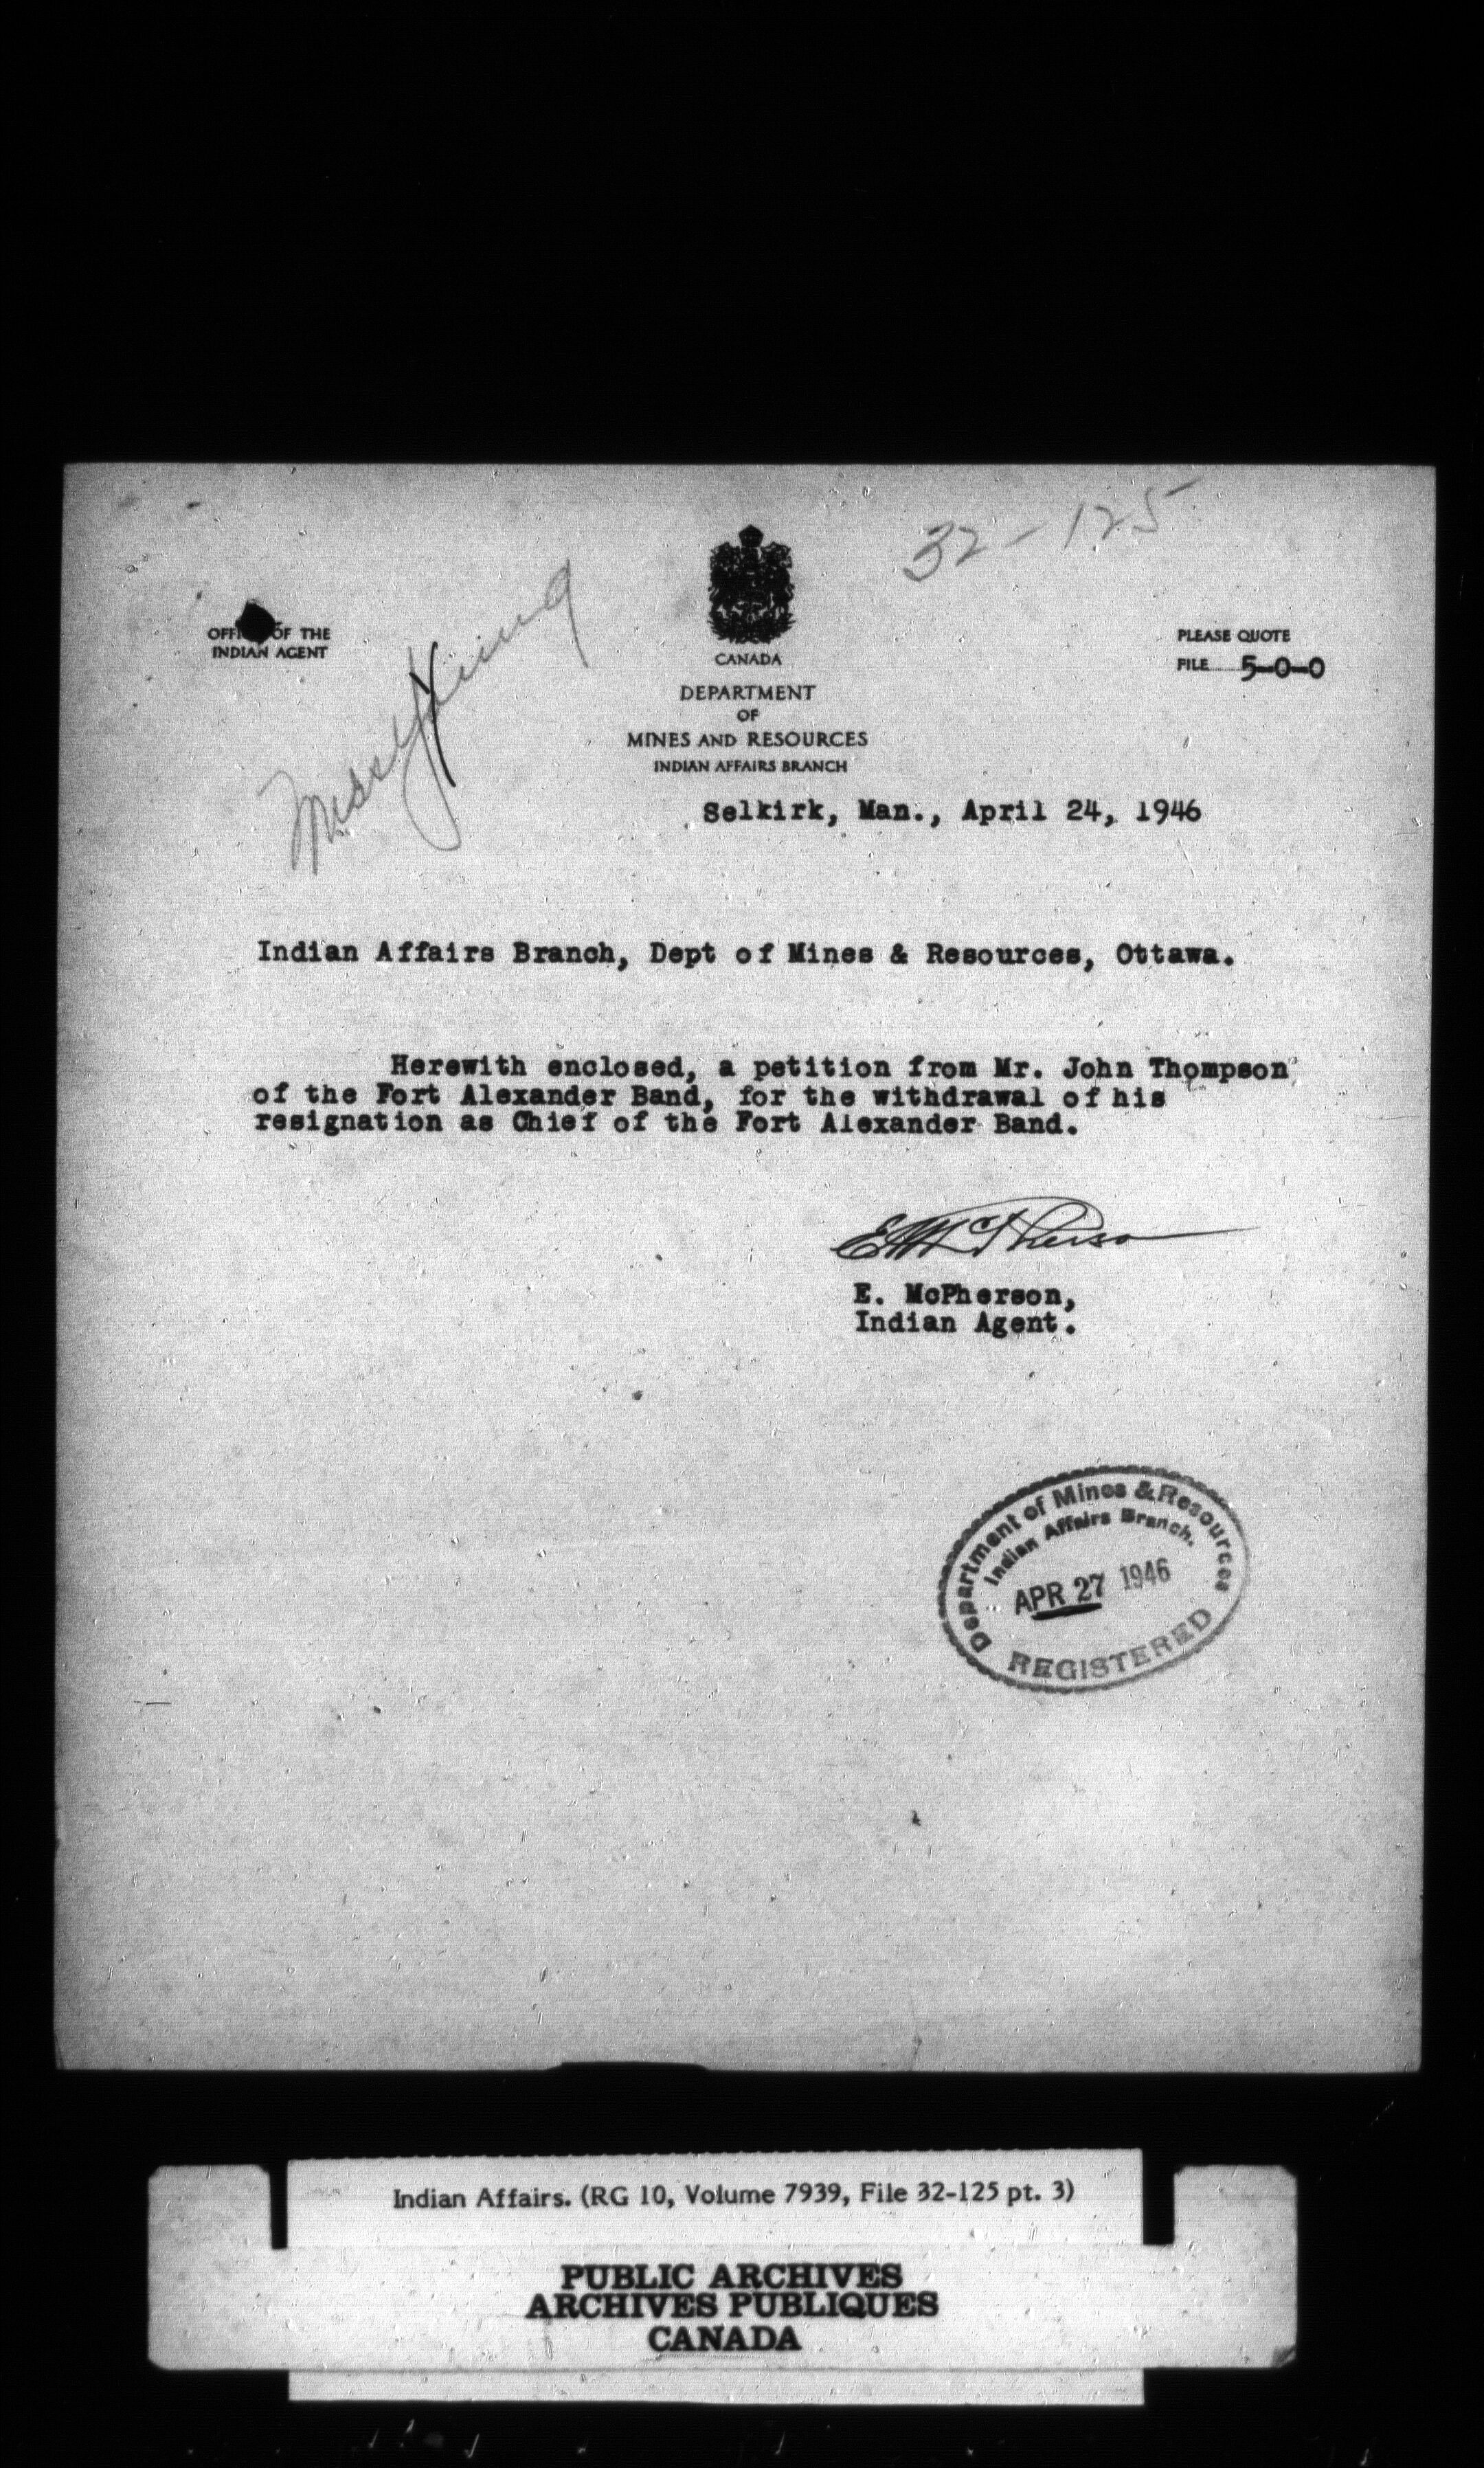 32-125
OFFI OF THE
INDIAN AGENT
CANADA
DEPARTMENT
OF
MINES AND RESOURCES
INDIAN AFFAIRS BRANCH
PLEASE QUOTE
FILE 5-0-0
Miss
Selkirk, Man., April 24, 1946
Indian Affairs Branch, Dept of Mines & Resources, Ottawa.
Herewith enclosed, a petition from Mr. John Thompson
of the Fort Alexander Band, for the withdrawal of his
resignation as Chief of the Fort Alexander Band.
E McPherson
E. McPherson,
Indian Agent.
Department of Mines & Resources
Indian Affairs Branch.
APR 27 1946
REGISTERED
Indian Affairs. (RG 10, Volume 7939, File 32-125 pt. 3)
PUBLIC ARCHIVES
ARCHIVES PUBLIQUES
CANADA